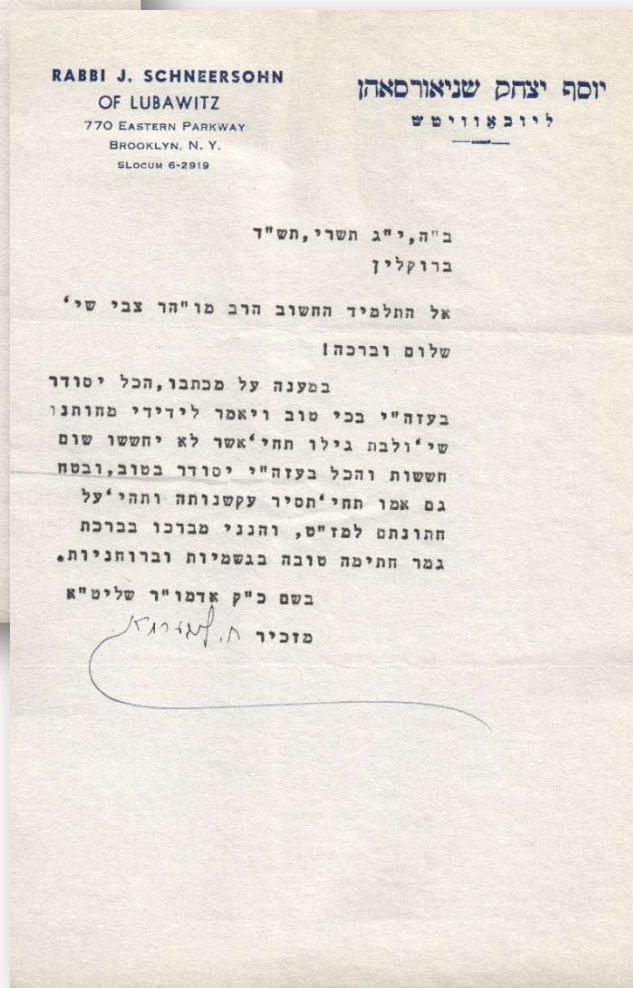 RABBI J. SCHNEERSOHN
OF LUBAWITZ
770 EASTERN PARKWAY
BROOKLYN, N. Y.
SLOCUM 6-2919
יוסף יצחק שניאורסאהן
ליובאוויטש
ב"ה,י"ג תשרי,תש"ד
ברוקלין
אל התלמיד החשוב הרב מו"הר צבי שי'
שלום וברכה!
במענה על מכתבו,הכל יסודר
בעזה"י בכי טוב ויאמר לידידי מחותנו
שי'ולבת גילו תחי'אשר לא יחששו שום
חששות והכל בעזה"י יסודר בטוב,ובטח
גם אמו תחי'תסיר עקשנותה ותהי'על
חתונתם למז"ט, והנני מברכו בברכת
גמר חתימה טובה בגשמיות וברוחניות.
בשם כ"ק אדמו"ר שליט"א
מזכיר ח.